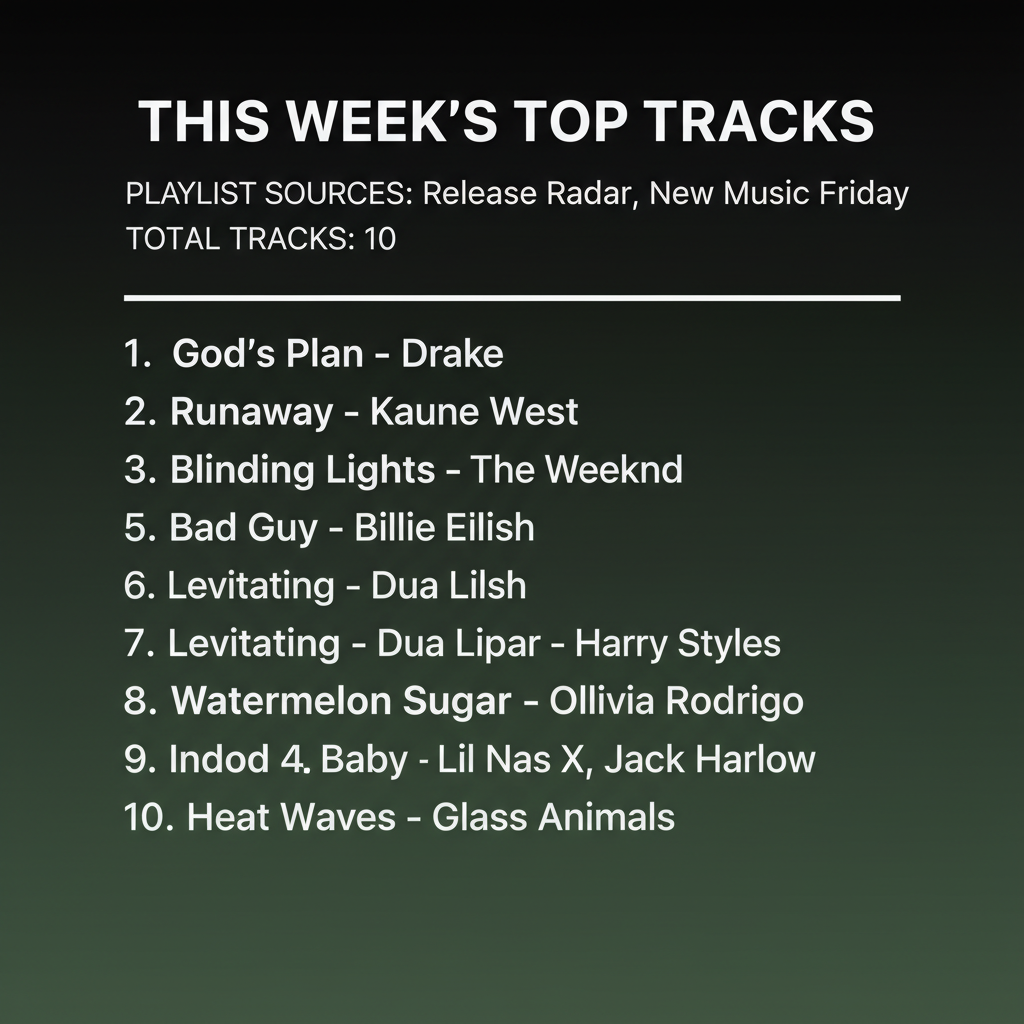 THIS WEEK’S TOP TRACKS
PLAYLIST SOURCES: Release Radar, New Music Friday
TOTAL TRACKS: 10
1. God’s Plan - Drake
2. Runaway - Kaune West
3. Blinding Lights - The Weeknd
5. Bad Guy - Billie Eilish
6. Levitating - Dua Lilsh
7. Levitating - Dua Lipar - Harry Styles
8. Watermelon Sugar - Ollivia Rodrigo
9. Indod 4. Baby - Lil Nas X, Jack Harlow
10. Heat Waves - Glass Animals